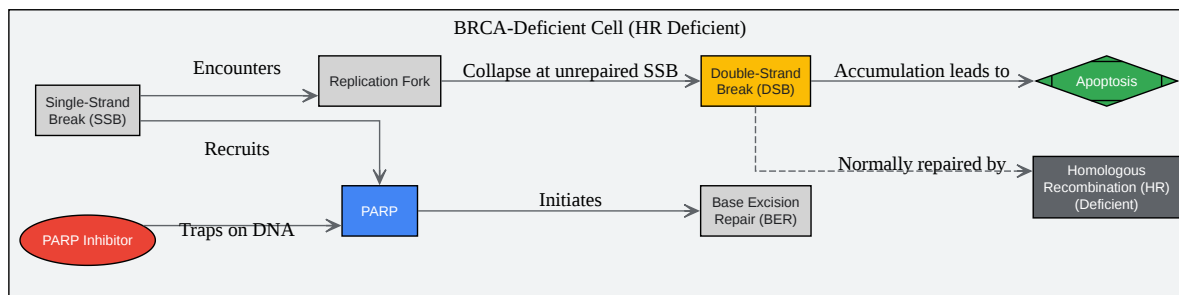 BRCA-Deficient Cell (HR Deficient)
Encounters
Replication Fork
Collapse at unrepaired SSB
Double-Strand
Break (DSB)
Accumulation leads to
Apoptosis
Single-Strand
Break (SSB)
Recruits
Normally repaired by
Homologous
Recombination (HR)
(Deficient)
PARP Inhibitor
Traps on DNA
PARP
Initiates
Base Excision
Repair (BER)